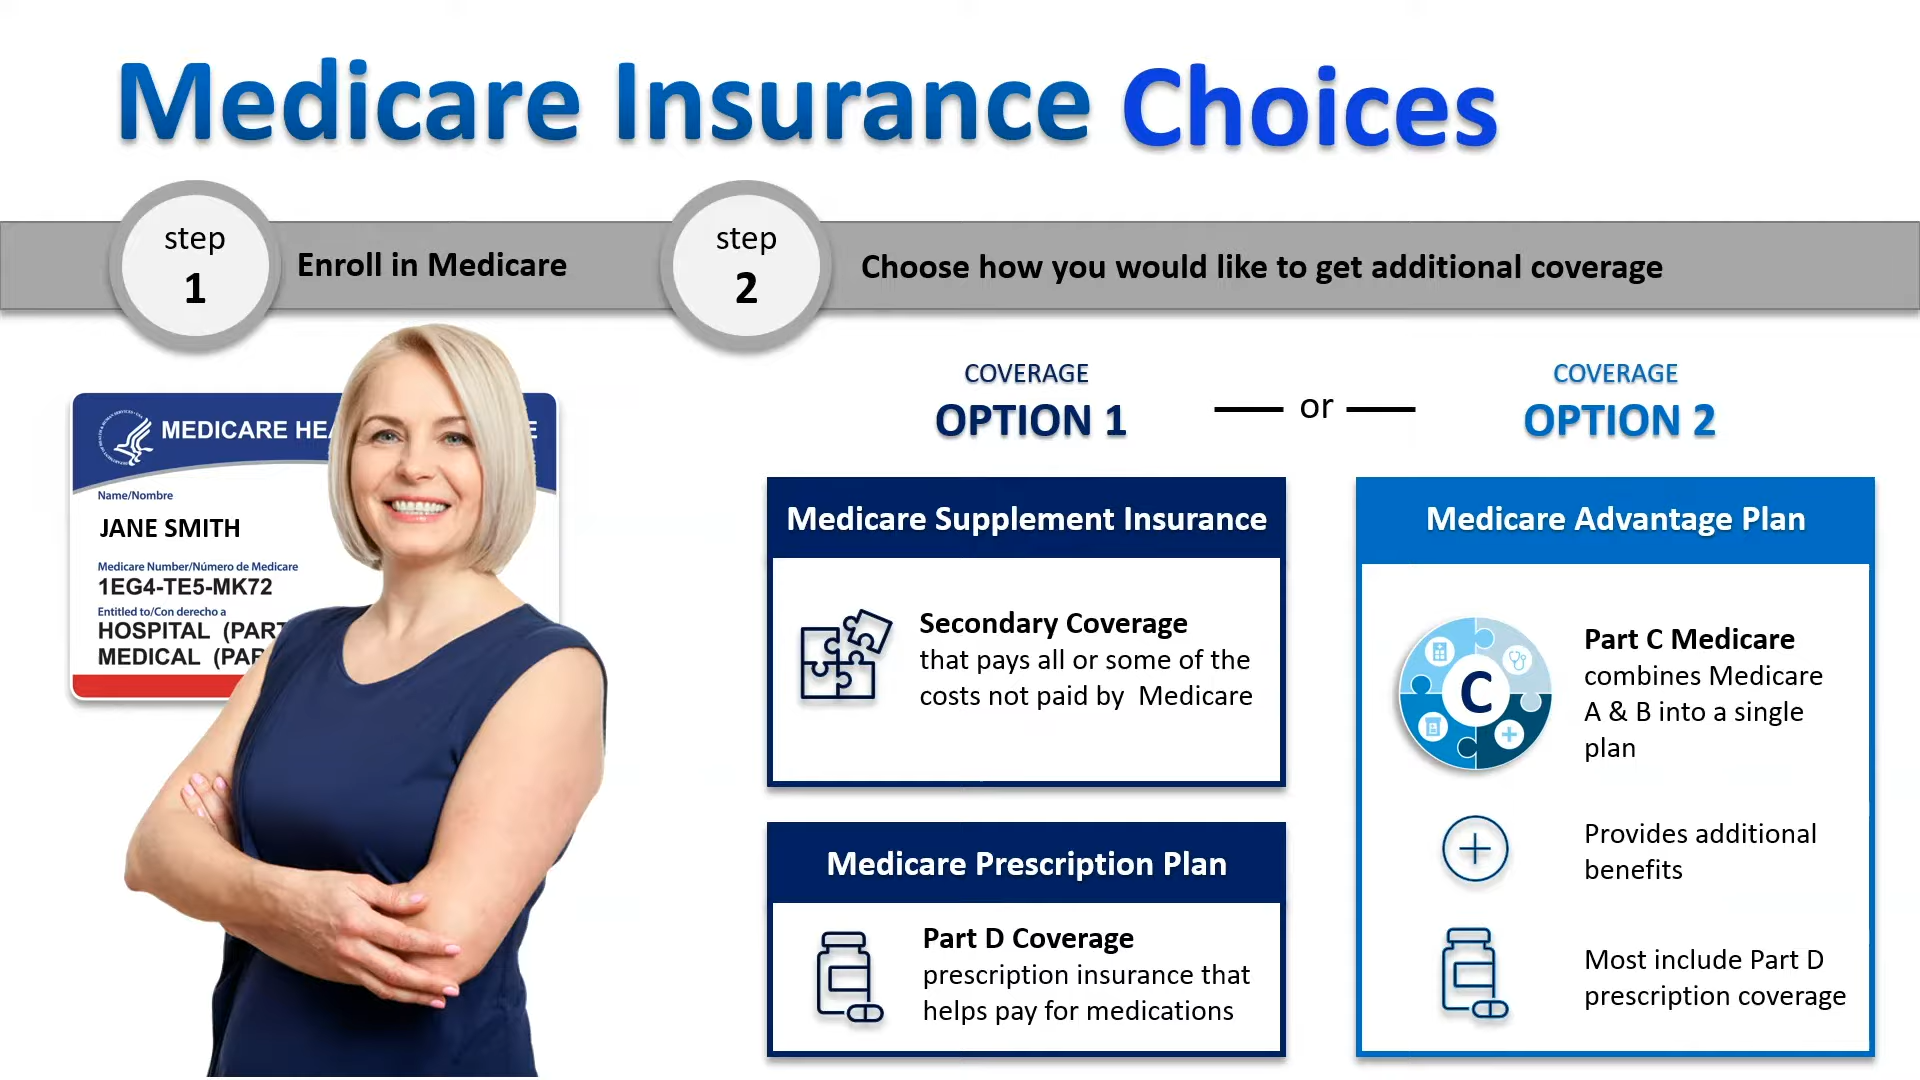 Medicare Insurance Choices
step
1
Enroll in Medicare
step
2
Choose how you would like to get additional coverage
MEDICARE HEA
E
Name/Nombre
JANE SMITH
Medicare Number/Número de Medicare
1EG4-TE5-MK72
Entitled to/Con derecho a
HOSPITAL (PART
MEDICAL (PAR
COVERAGE
OPTION 1
or
COVERAGE
OPTION 2
Medicare Supplement Insurance
Secondary Coverage
that pays all or some of the
costs not paid by Medicare
Medicare Prescription Plan
Part D Coverage
prescription insurance that
helps pay for medications
Medicare Advantage Plan
C
Part C Medicare
combines Medicare
A & B into a single
plan
Provides additional
benefits
Most include Part D
prescription coverage